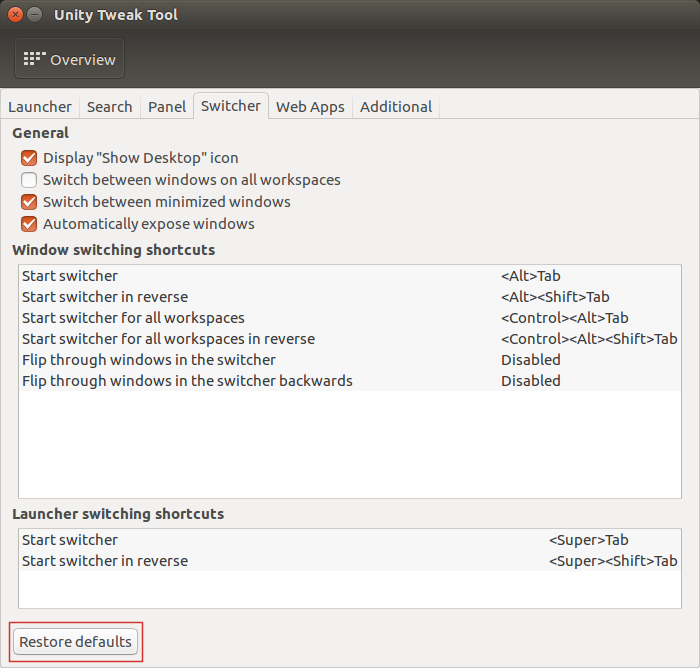 Unity Tweak Tool
Overview
Launcher Search Panel Switcher Web Apps Additional
General
Display "Show Desktop" icon
Switch between windows on all workspaces
Switch between minimized windows
Automatically expose windows
Window switching shortcuts
Start switcher <Alt>Tab
Start switcher in reverse <Alt><Shift>Tab
Start switcher for all workspaces <Control><Alt>Tab
Start switcher for all workspaces in reverse <Control><Alt><Shift>Tab
Flip through windows in the switcher Disabled
Flip through windows in the switcher backwards Disabled
Launcher switching shortcuts
Start switcher <Super>Tab
Start switcher in reverse <Super><Shift>Tab
Restore defaults